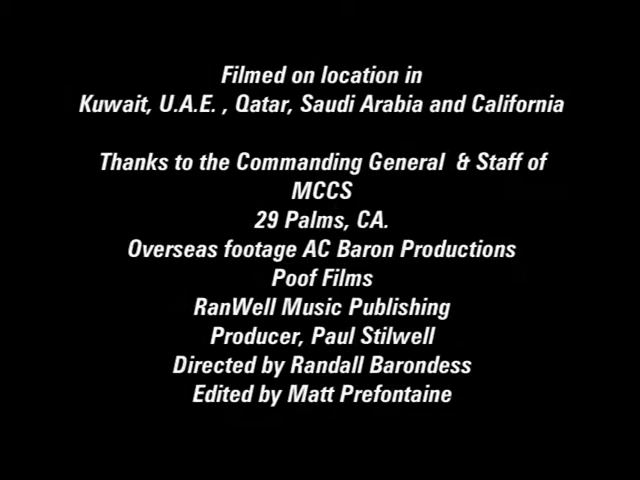 Filmed on location in
Kuwait, U.A.E. , Qatar, Saudi Arabia and California
Thanks to the Commanding General & Staff of
MCCS
29 Palms, CA.
Overseas footage AC Baron Productions
Poof Films
RanWell Music Publishing
Producer, Paul Stilwell
Directed by Randall Barondess
Edited by Matt Prefontaine